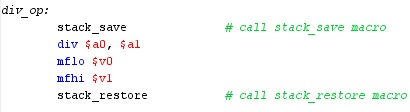 div_op:
stack_save # call stack_save macro
div $a0, $a1
mflo $v0
mfhi $v1
stack_restore # call stack_restore macro